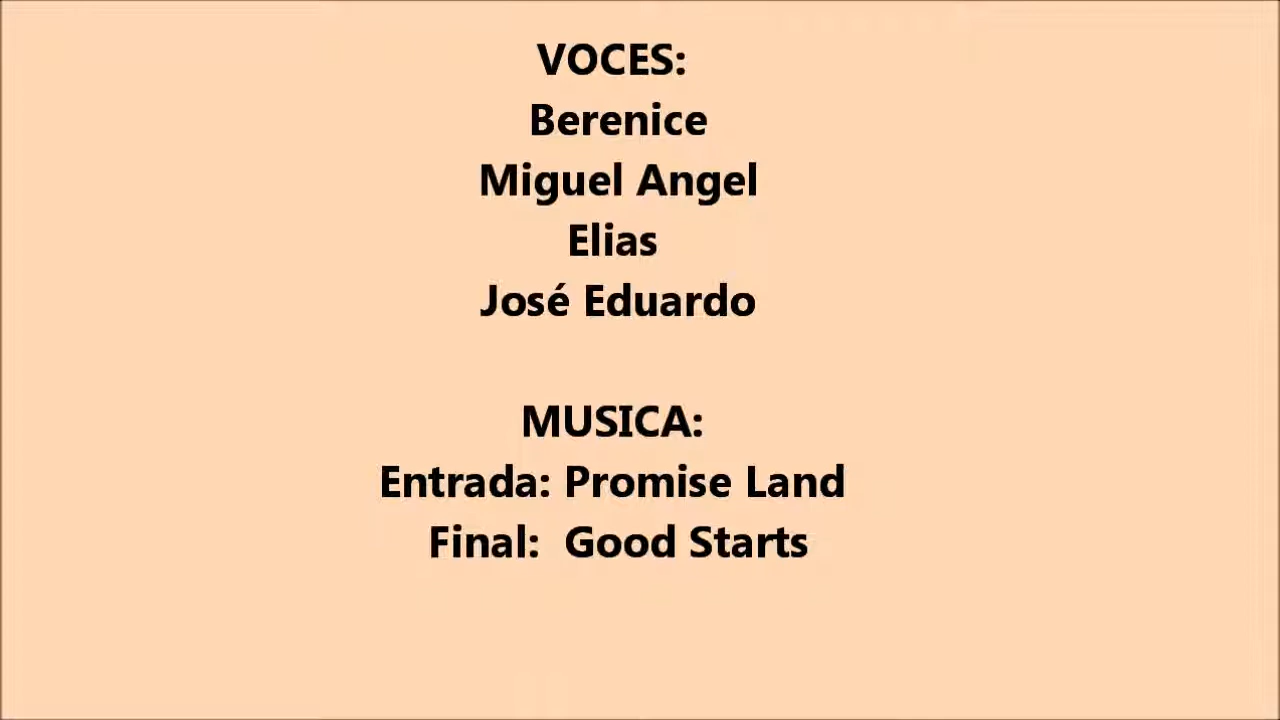 VOCES:
Berenice
Miguel Angel
Elias
José Eduardo
MUSICA:
Entrada: Promise Land
Final:  Good Starts